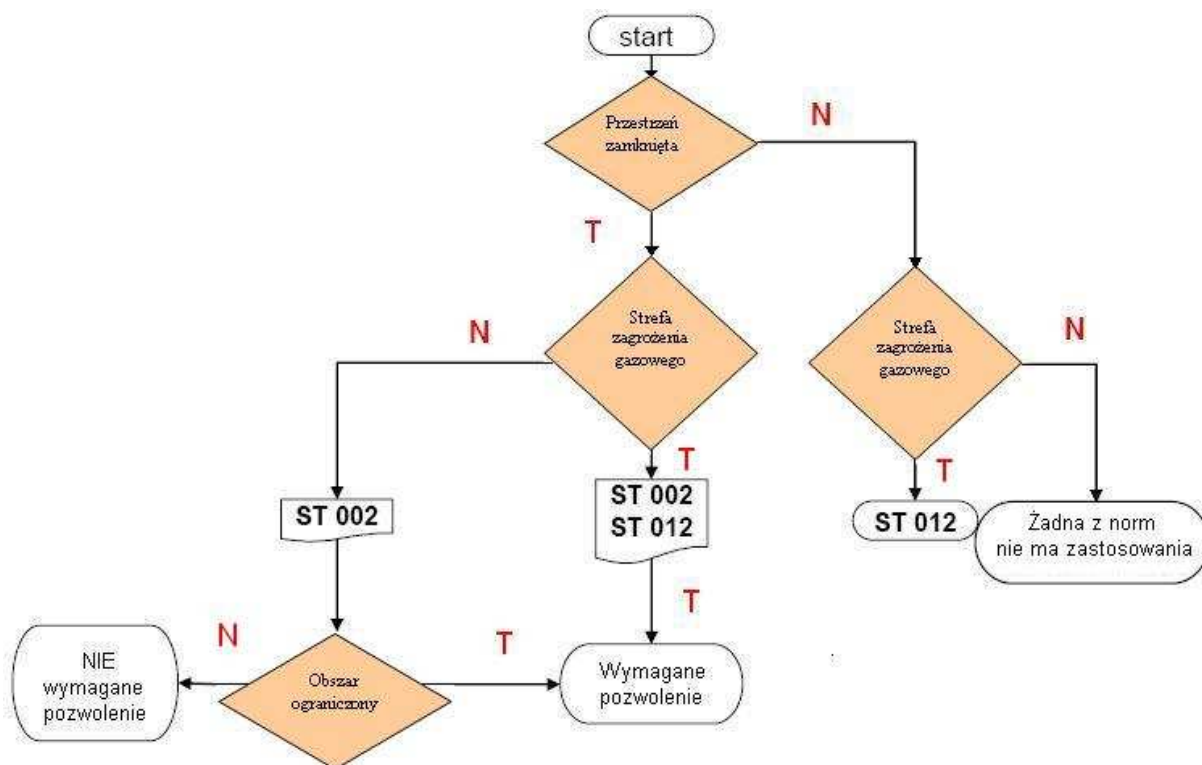 start
Przestrzeń
zamknięta
N
T
Strefa
zagrożenia
gazowego
N
Strefa
zagrożenia
gazowego
N
T
T
ST 002
ST 002
ST 012
ST 012
Żadna z norm
nie ma zastosowania
T
N
T
NIE
wymagane
pozwolenie
Obszar
ograniczony
Wymagane
pozwolenie